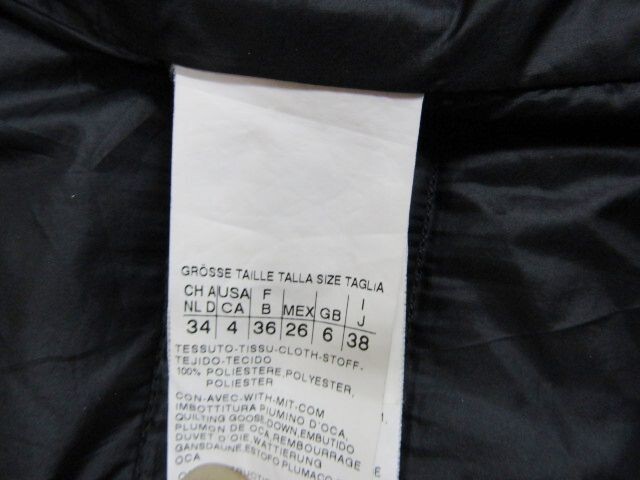 GRÖSSE TAILLE TALLA SIZE TAGLIA
CH A USA F I
NL D CA B MEX GB J
34 4 36 26 6 38
TESSUTO-TISSU-CLOTH-STOFF-
TEJIDO-TECIDO
100% POLIESTERE,POLYESTER,
POLIESTER
CON-AVEC-WITH-MIT-COM
IMBOTTITURA PIUMINO D'OCA,
QUILTING GOOSEDOWN, EMBUTIDO
PLUMON DE OCA, REMBOURRAGE
DUVET D'OIE, WATTIERUNG
GANSDAUNE, ESTOFO PLUMACO
OCA